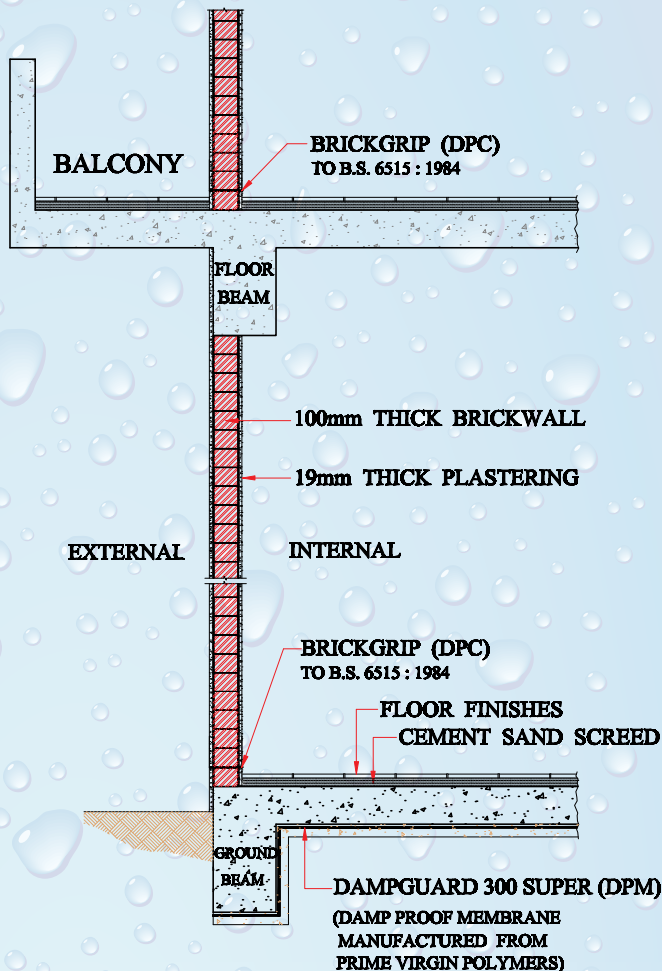 BRICKGRIP (DPC)
TO B.S. 6515 : 1984
BALCONY
FLOOR
BEAM
100mm THICK BRICKWALL
19mm THICK PLASTERING
EXTERNAL
INTERNAL
BRICKGRIP (DPC)
TO B.S. 6515 : 1984
FLOOR FINISHES
CEMENT SAND SCREED
GROUND
BEAM
DAMPGUARD 300 SUPER (DPM)
(DAMP PROOF MEMBRANE
MANUFACTURED FROM
PRIME VIRGIN POLYMERS)